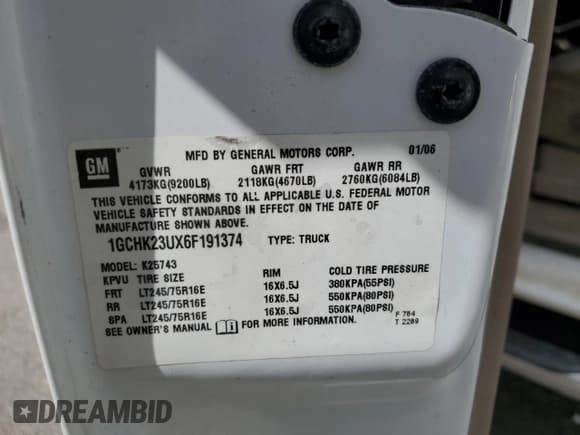 GM
MFD BY GENERAL MOTORS CORP. 01/06
GVWR GAWR FRT GAWR RR
4173KG(9200LB) 2118KG(4670LB) 2760KG(6084LB)
THIS VEHICLE CONFORMS TO ALL APPLICABLE U.S. FEDERAL MOTOR
VEHICLE SAFETY STANDARDS IN EFFECT ON THE DATE OF
MANUFACTURE SHOWN ABOVE.
1GCHK23UX6F191374 TYPE: TRUCK
MODEL: K25743
KPVU TIRE SIZE RIM COLD TIRE PRESSURE
FRT LT245/75R16E 16X6.5J 380KPA(55PSI)
RR LT245/75R16E 16X6.5J 550KPA(80PSI)
SPA LT245/75R16E 16X6.5J 550KPA(80PSI)
SEE OWNER'S MANUAL FOR MORE INFORMATION.
F 784
T 2289
DREAMBID